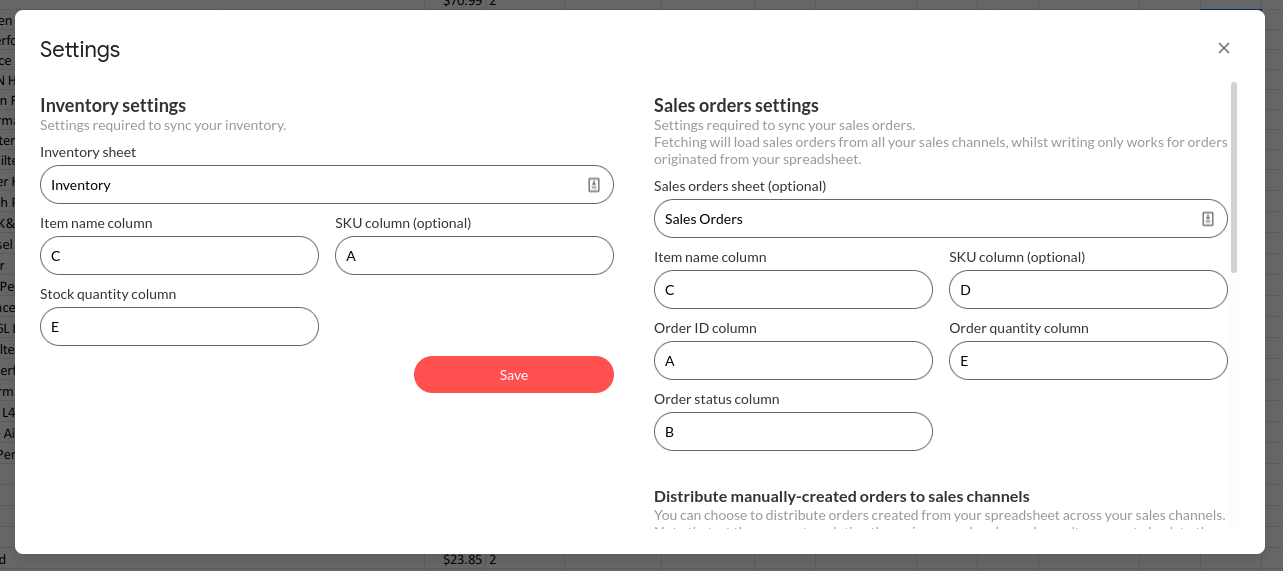 $70.99 2
Settings
Inventory settings
Settings required to sync your inventory.
Inventory sheet
Inventory
Item name column
SKU column (optional)
C
A
Stock quantity column
E
Save
Sales orders settings
Settings required to sync your sales orders.
Fetching will load sales orders from all your sales channels, whilst writing only works for orders
originated from your spreadsheet.
Sales orders sheet (optional)
Sales Orders
Item name column
SKU column (optional)
C
D
Order ID column
Order quantity column
A
E
Order status column
B
Distribute manually-created orders to sales channels
You can choose to distribute orders created from your spreadsheet across your sales channels.
$23.85 2